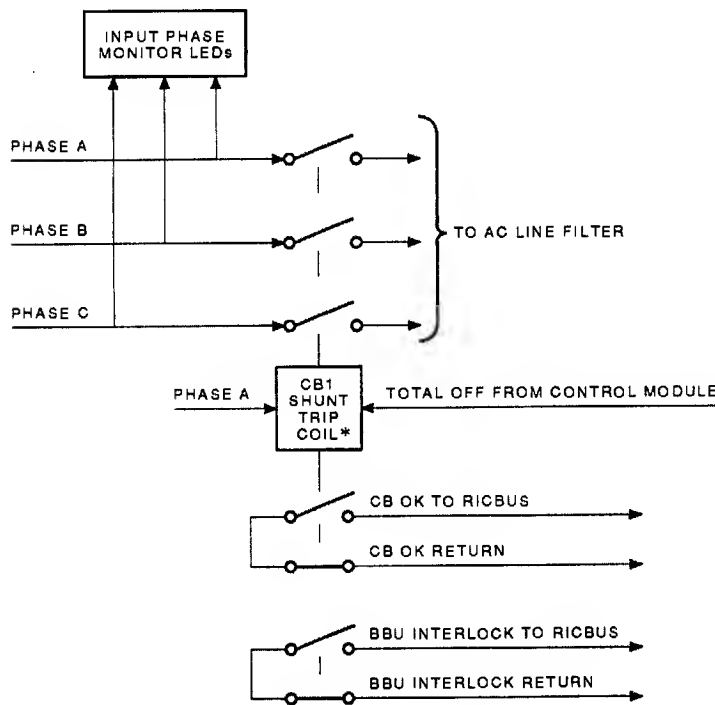 INPUT PHASE
MONITOR LEDs
PHASE A
PHASE B
TO AC LINE FILTER
PHASE C
PHASE A
CB1
SHUNT
TRIP
COIL*
TOTAL OFF FROM CONTROL MODULE
CB OK TO RICBUS
CB OK RETURN
BBU INTERLOCK TO RICBUS
BBU INTERLOCK RETURN